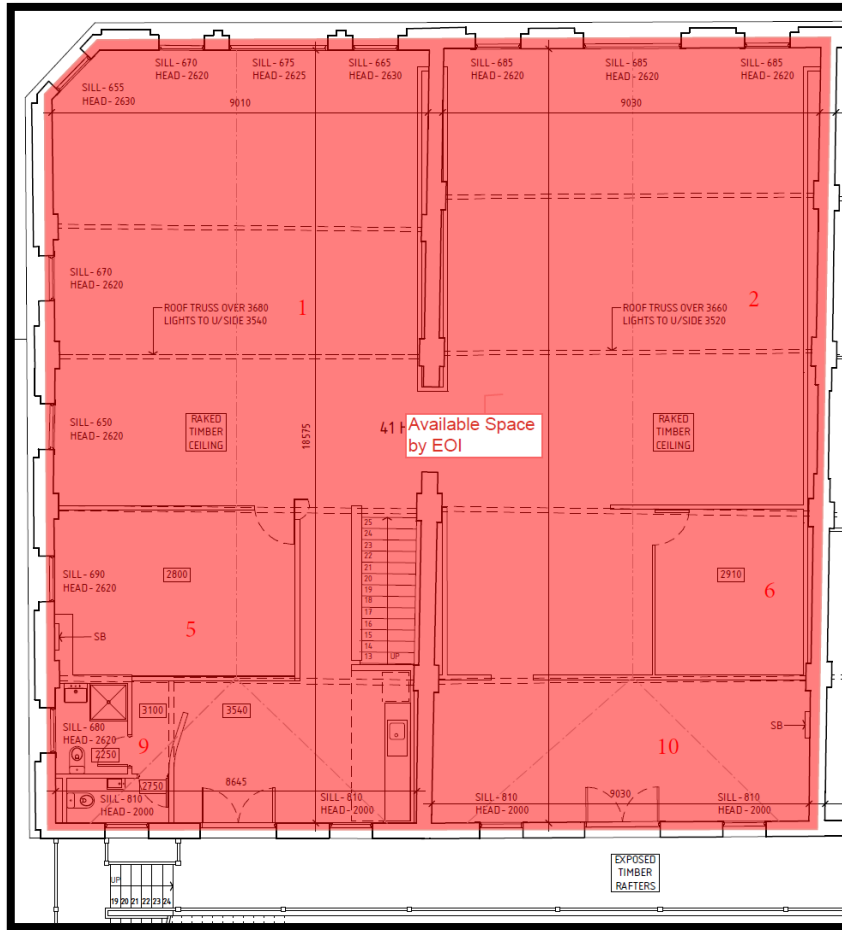 SILL - 670
HEAD - 2620
SILL - 675
HEAD - 2625
SILL - 665
HEAD - 2630
SILL - 685
HEAD - 2620
SILL - 685
HEAD - 2620
SILL - 685
HEAD - 2620
SILL - 655
HEAD - 2630
9010
9030
SILL - 670
HEAD - 2620
1
2
ROOF TRUSS OVER 3680
LIGHTS TO U/SIDE 3540
ROOF TRUSS OVER 3660
LIGHTS TO U/SIDE 3520
SILL - 650
HEAD - 2620
RAKED
TIMBER
CEILING
18575
41 H
Available Space
by EOI
RAKED
TIMBER
CEILING
25
24
23
22
21
20
19
18
17
16
15
14
13
UP
SILL - 690
HEAD - 2620
2800
2910
5
6
SB
3100
3540
SILL - 680
HEAD - 2620
2250
9
10
SB
2750
8645
9030
SILL - 810
HEAD - 2000
SILL - 810
HEAD - 2000
SILL - 810
HEAD - 2000
SILL - 810
HEAD - 2000
UP
19 20 21 22 23 24
EXPOSED
TIMBER
RAFTERS